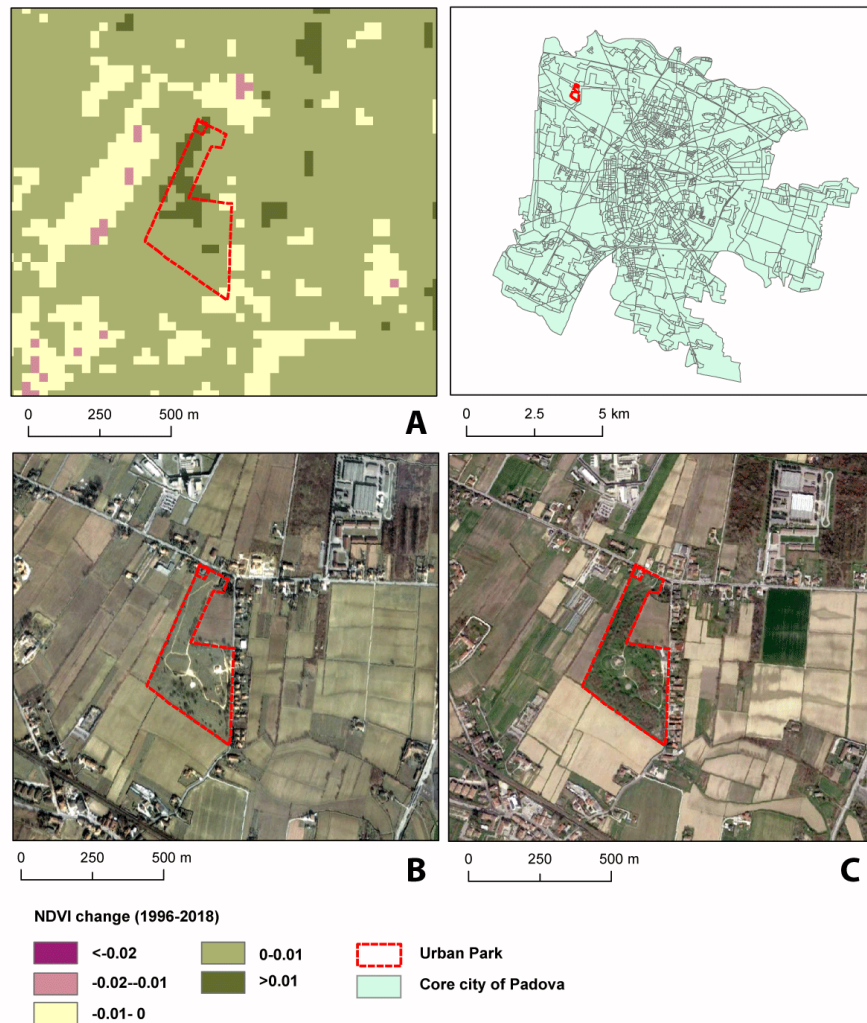 0 250 500 m
A
0 2.5 5 km
0 250 500 m
B
0 250 500 m
C
NDVI change (1996-2018)
<-0.02
-0.02--0.01
-0.01- 0
0-0.01
>0.01
Urban Park
Core city of Padova